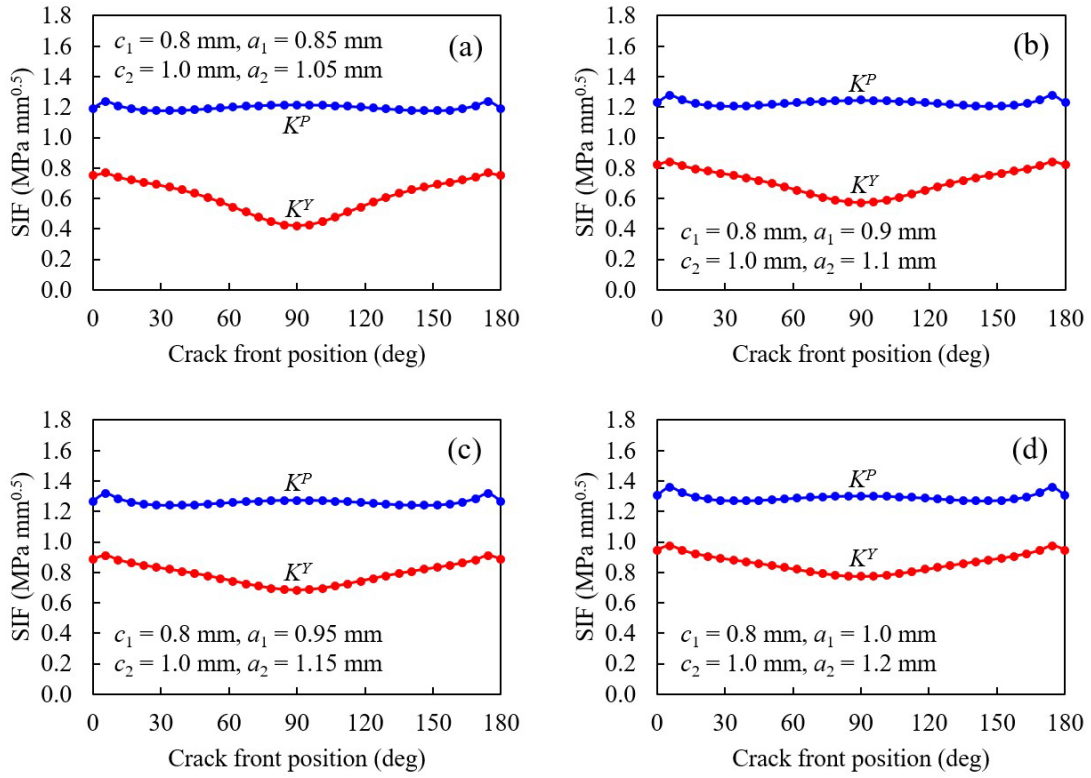 (a)
c1 = 0.8 mm, a1 = 0.85 mm
c2 = 1.0 mm, a2 = 1.05 mm
K^P
K^Y
SIF (MPa mm^0.5)
1.8
1.6
1.4
1.2
1.0
0.8
0.6
0.4
0.2
0.0
0 30 60 90 120 150 180
Crack front position (deg)
(b)
K^P
K^Y
c1 = 0.8 mm, a1 = 0.9 mm
c2 = 1.0 mm, a2 = 1.1 mm
SIF (MPa mm^0.5)
1.8
1.6
1.4
1.2
1.0
0.8
0.6
0.4
0.2
0.0
0 30 60 90 120 150 180
Crack front position (deg)
(c)
K^P
K^Y
c1 = 0.8 mm, a1 = 0.95 mm
c2 = 1.0 mm, a2 = 1.15 mm
SIF (MPa mm^0.5)
1.8
1.6
1.4
1.2
1.0
0.8
0.6
0.4
0.2
0.0
0 30 60 90 120 150 180
Crack front position (deg)
(d)
K^P
K^Y
c1 = 0.8 mm, a1 = 1.0 mm
c2 = 1.0 mm, a2 = 1.2 mm
SIF (MPa mm^0.5)
1.8
1.6
1.4
1.2
1.0
0.8
0.6
0.4
0.2
0.0
0 30 60 90 120 150 180
Crack front position (deg)